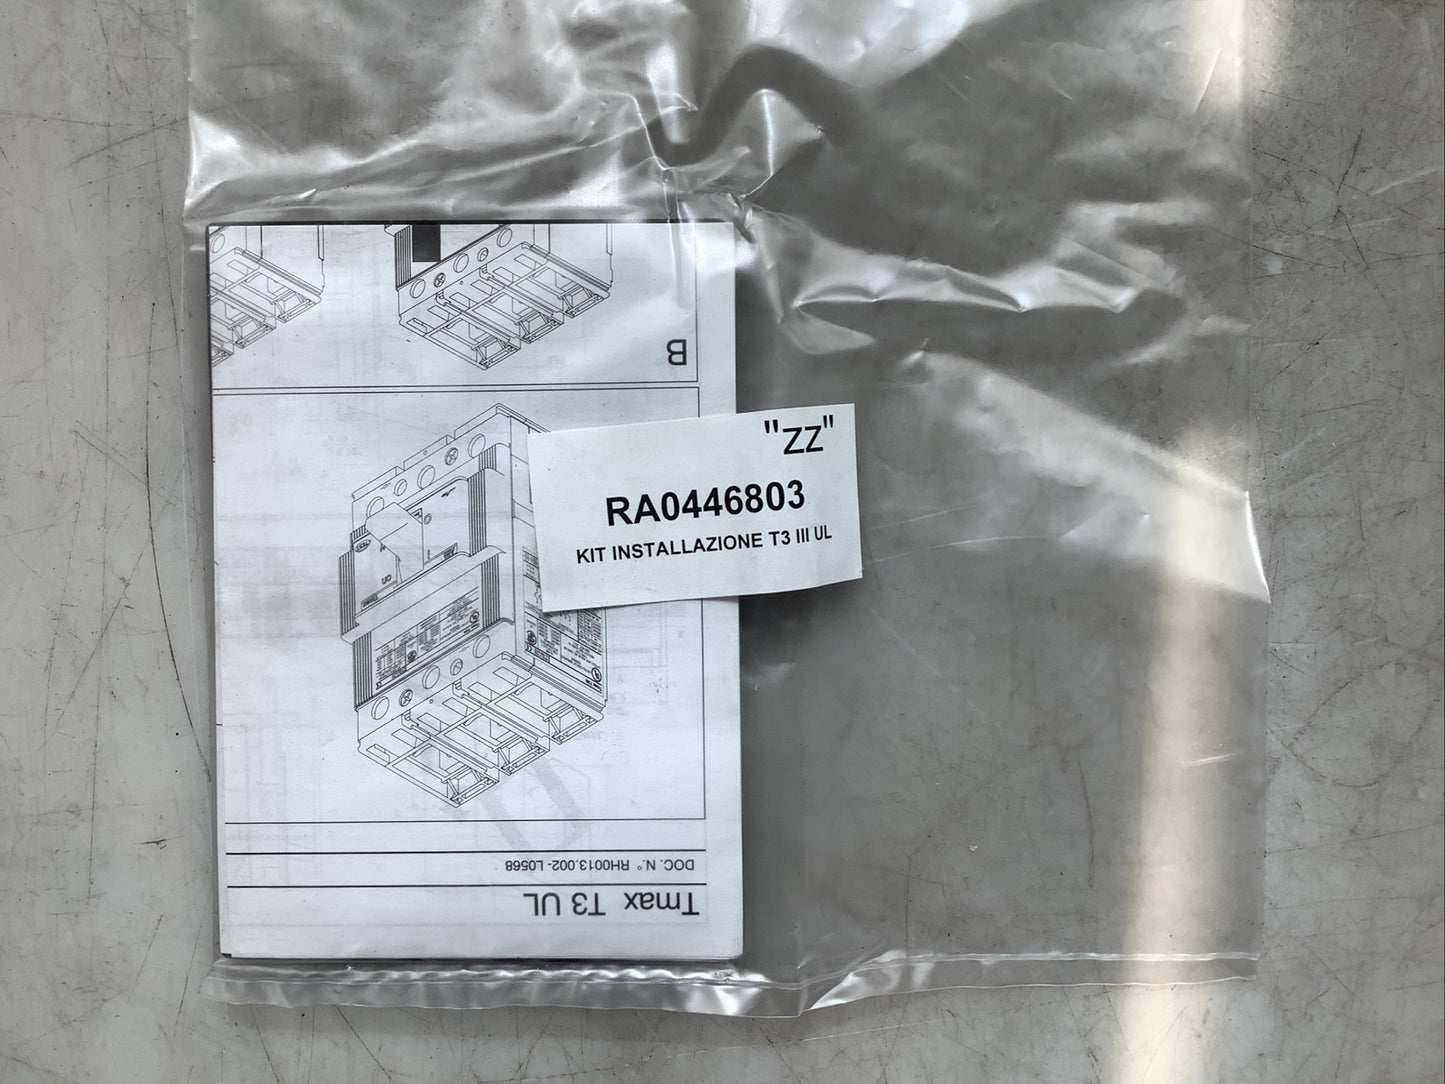 "ZZ"
RA0446803
KIT INSTALLAZIONE T3 III UL
Tmax T3 UL
DOC. N.° RH0013.002- L0568
B